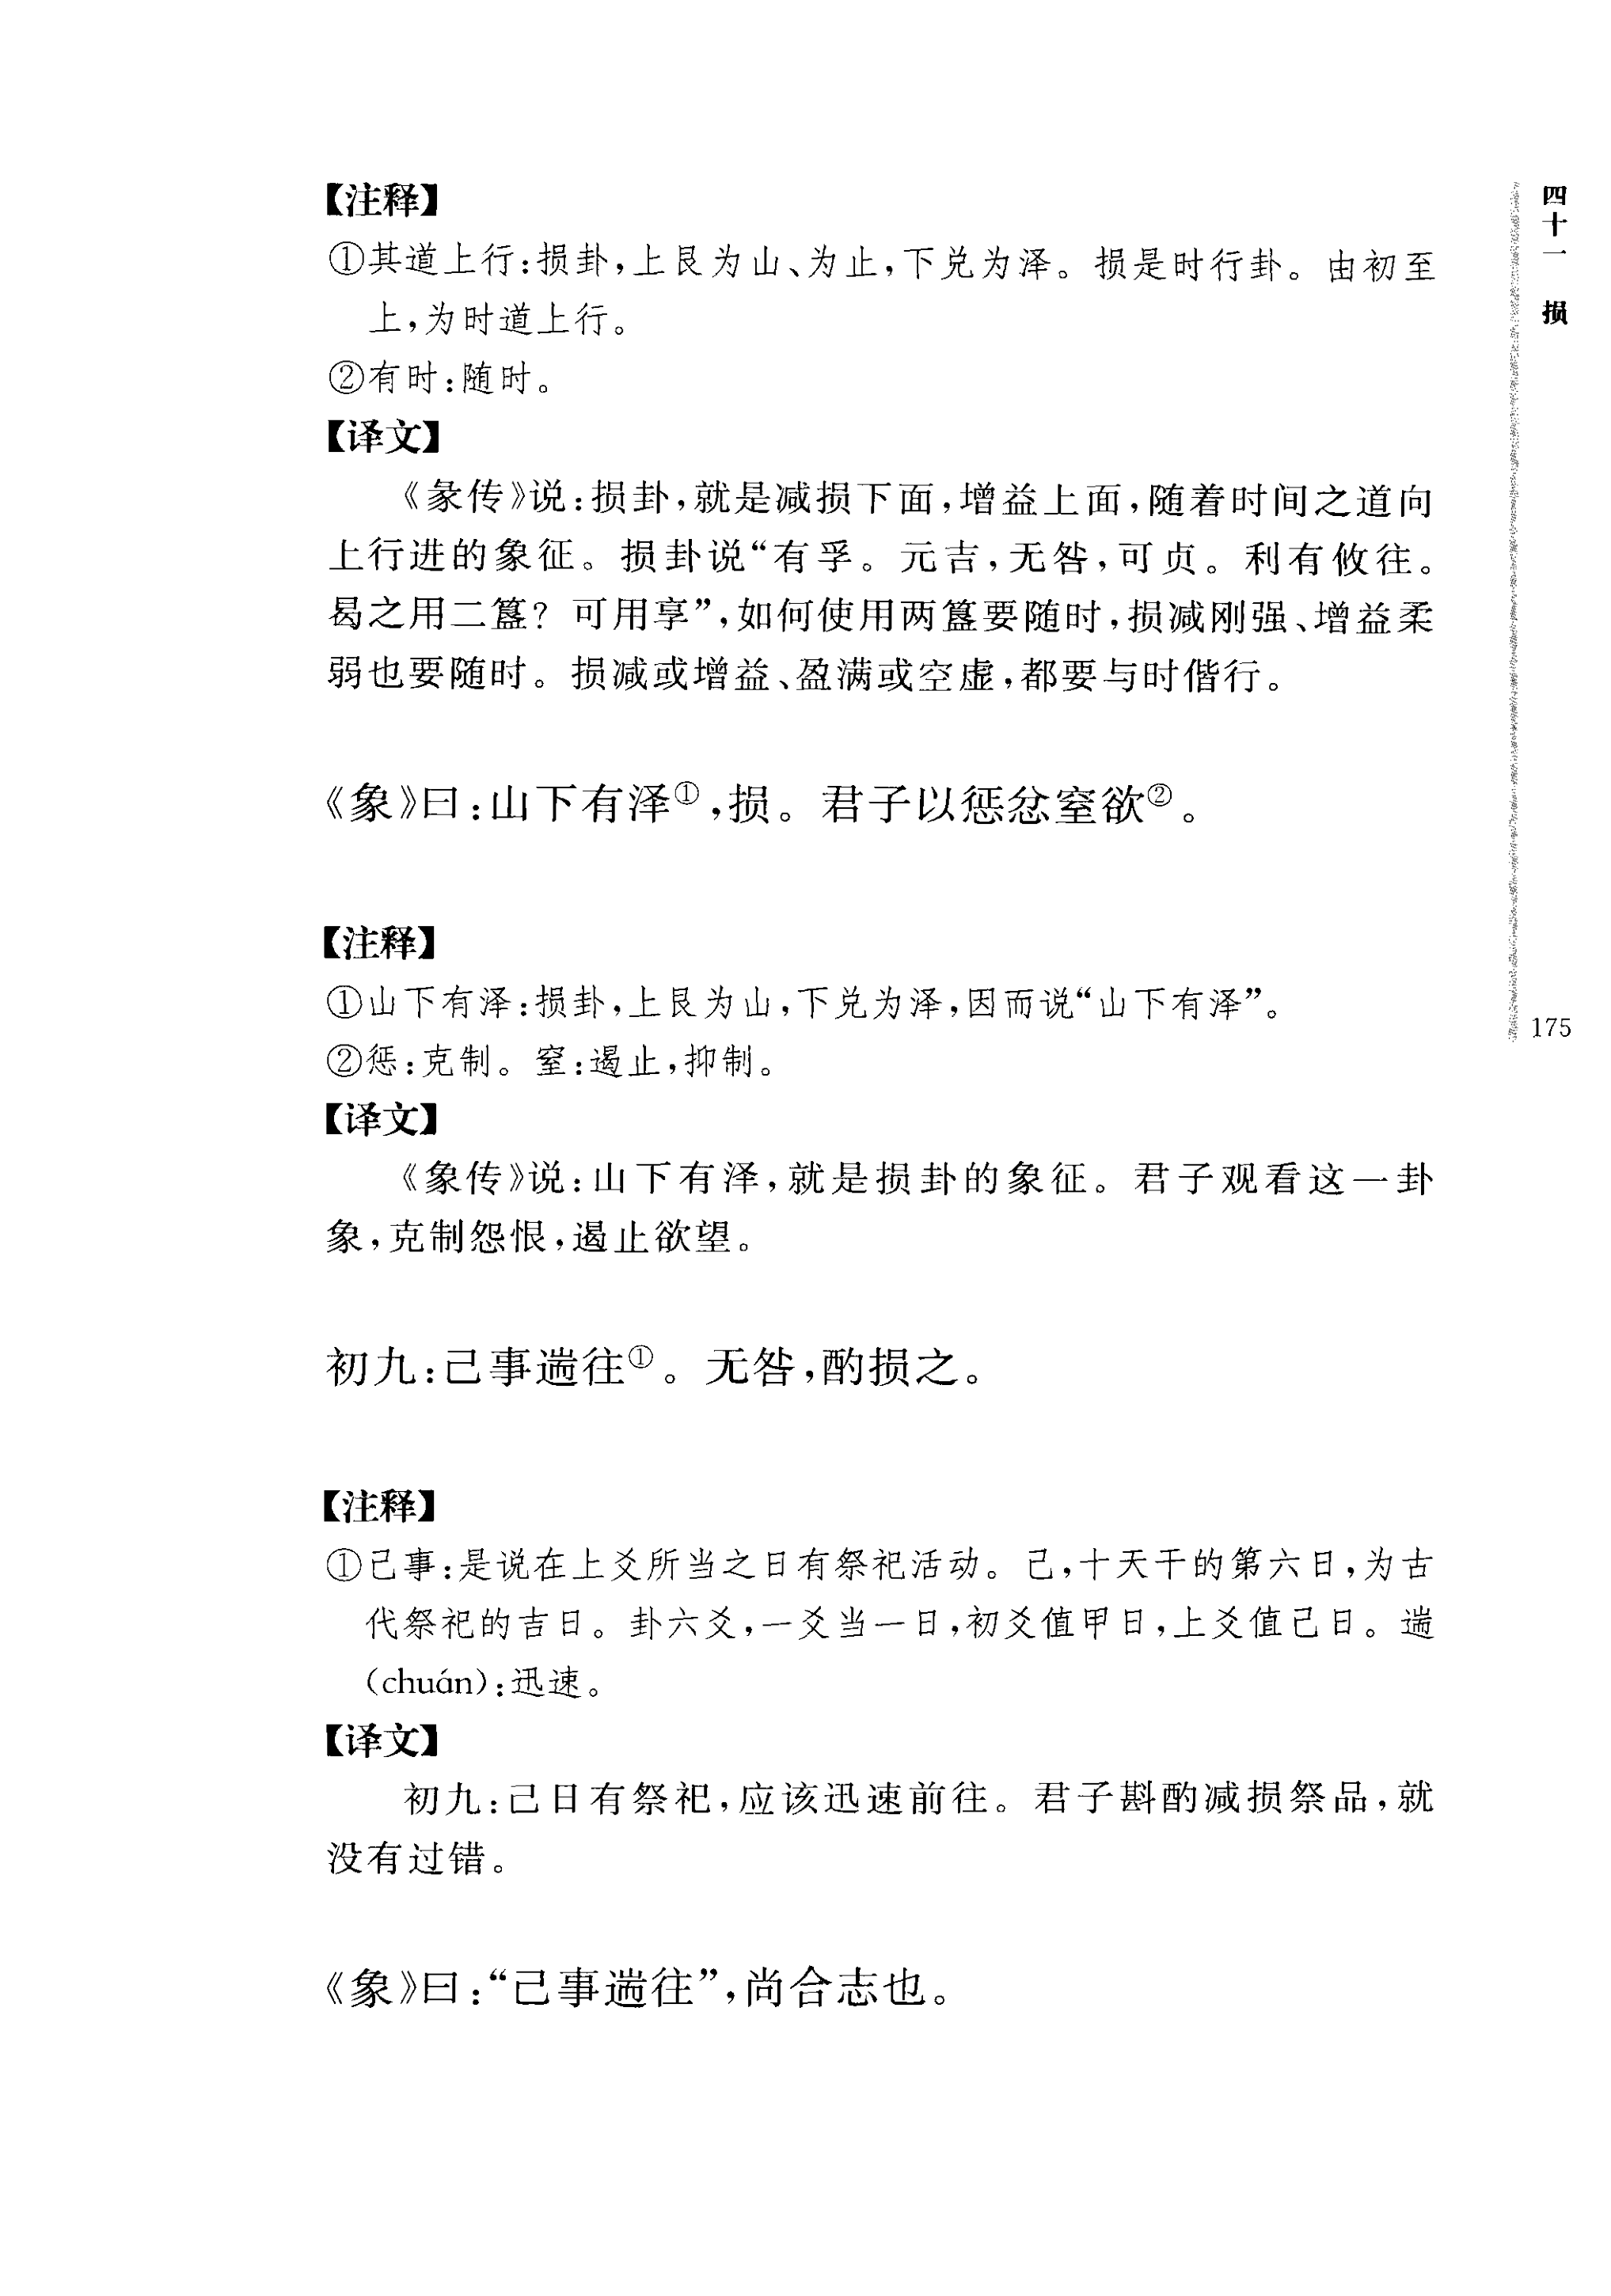 【注释】
①其道上行:损卦,上艮为山、为止,下兑为泽。损是时行卦。由初至
上,为时道上行。
②有时:随时。
【译文】
《彖传》说:损卦,就是减损下面,增益上面,随着时间之道向
上行进的象征。损卦说“有孚。元吉,无咎,可贞。利有攸往。
曷之用二簋?可用享”,如何使用两簋要随时,损减刚强、增益柔
弱也要随时。损减或增益、盈满或空虚,都要与时偕行。
《象》曰:山下有泽①,损。君子以惩忿窒欲②。
【注释】
①山下有泽:损卦,上艮为山,下兑为泽,因而说“山下有泽”。
②惩:克制。窒:遏止,抑制。
【译文】
《象传》说:山下有泽,就是损卦的象征。君子观看这一卦
象,克制怨恨,遏止欲望。
初九:己事遄往①。无咎,酌损之。
【注释】
①己事:是说在上爻所当之日有祭祀活动。己,十天干的第六日,为古
代祭祀的吉日。卦六爻,一爻当一日,初爻值甲日,上爻值己日。遄
(chuán):迅速。
【译文】
初九:己日有祭祀,应该迅速前往。君子斟酌减损祭品,就
没有过错。
《象》曰:“己事遄往”,尚合志也。
四十一 损
175